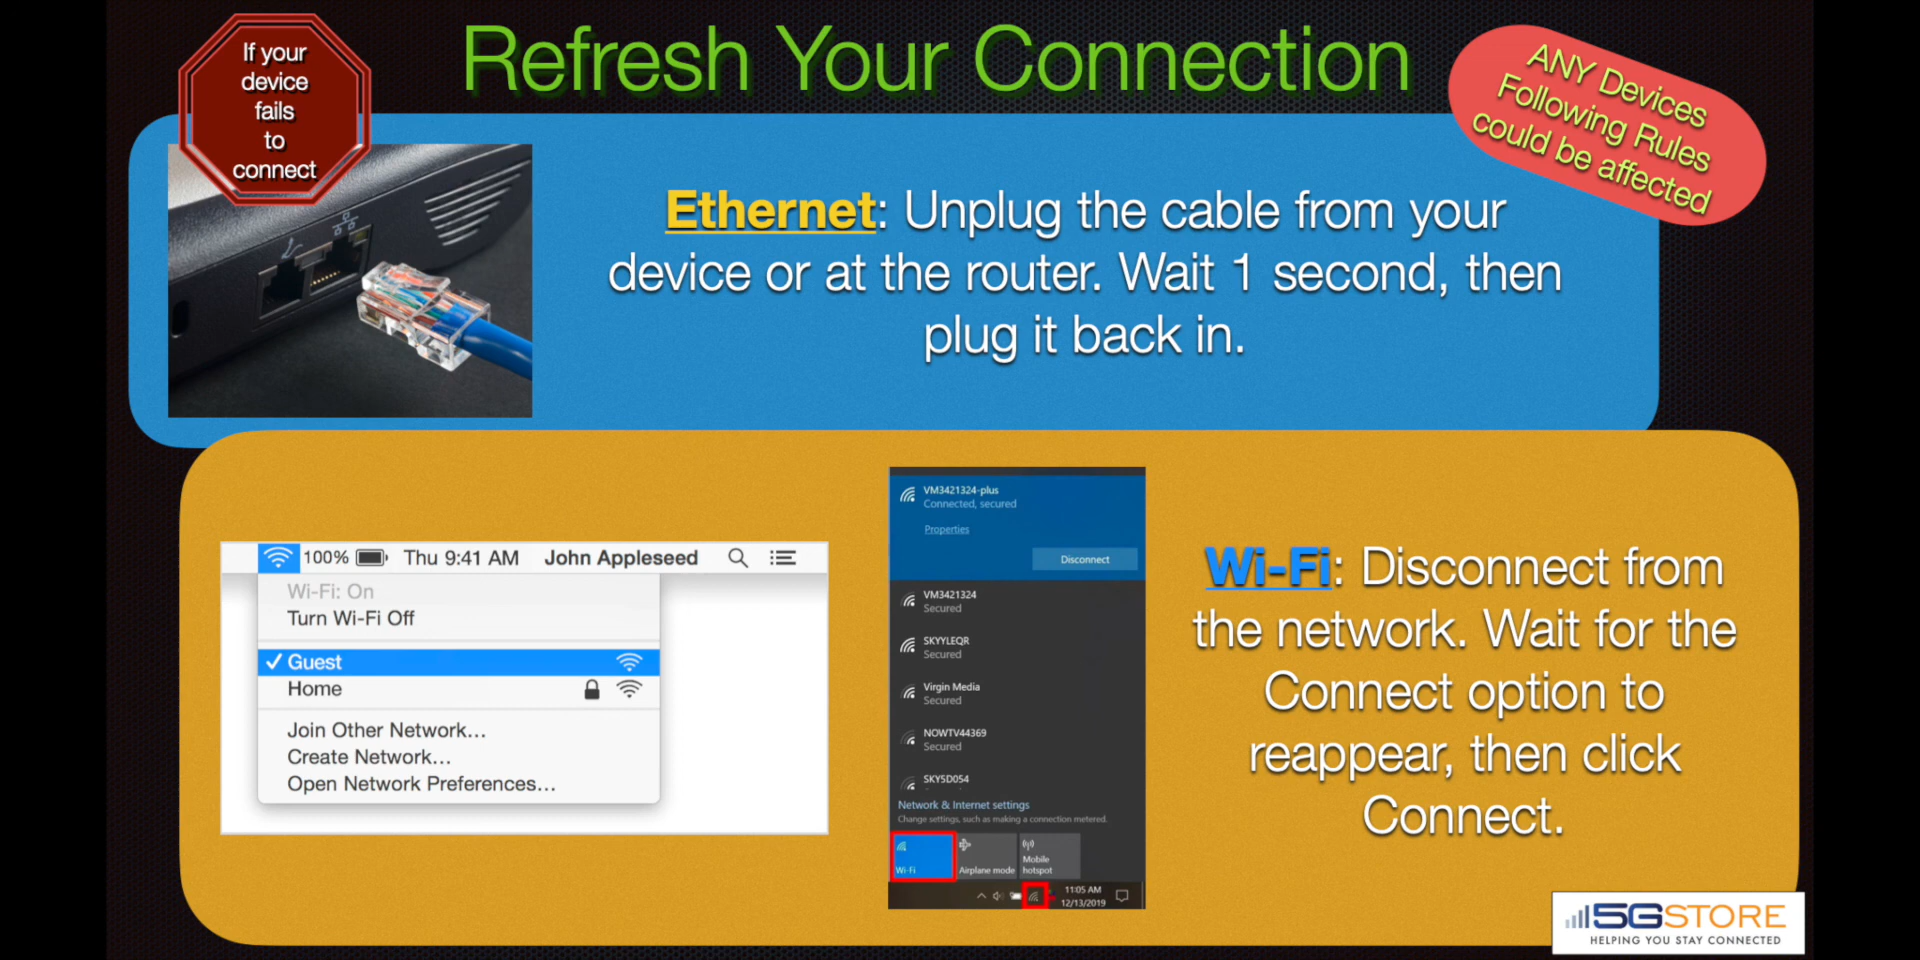 If your
device
fails
to
connect
Refresh Your Connection
ANY Devices
Following Rules
could be affected
Ethernet: Unplug the cable from your
device or at the router. Wait 1 second, then
plug it back in.
100% Thu 9:41 AM John Appleseed
Wi-Fi: On
Turn Wi-Fi Off
✓ Guest
Home
Join Other Network...
Create Network...
Open Network Preferences...
VM3421324-plus
Connected, secured
Properties
Disconnect
VM3421324
Secured
SKYYLEQR
Secured
Virgin Media
Secured
NOWTV44369
Secured
SKY5D054
Network & Internet settings
Change settings, such as making a connection metered.
Wi-Fi
Airplane mode
Mobile
hotspot
11:05 AM
12/13/2019
Wi-Fi: Disconnect from
the network. Wait for the
Connect option to
reappear, then click
Connect.
5GSTORE
HELPING YOU STAY CONNECTED